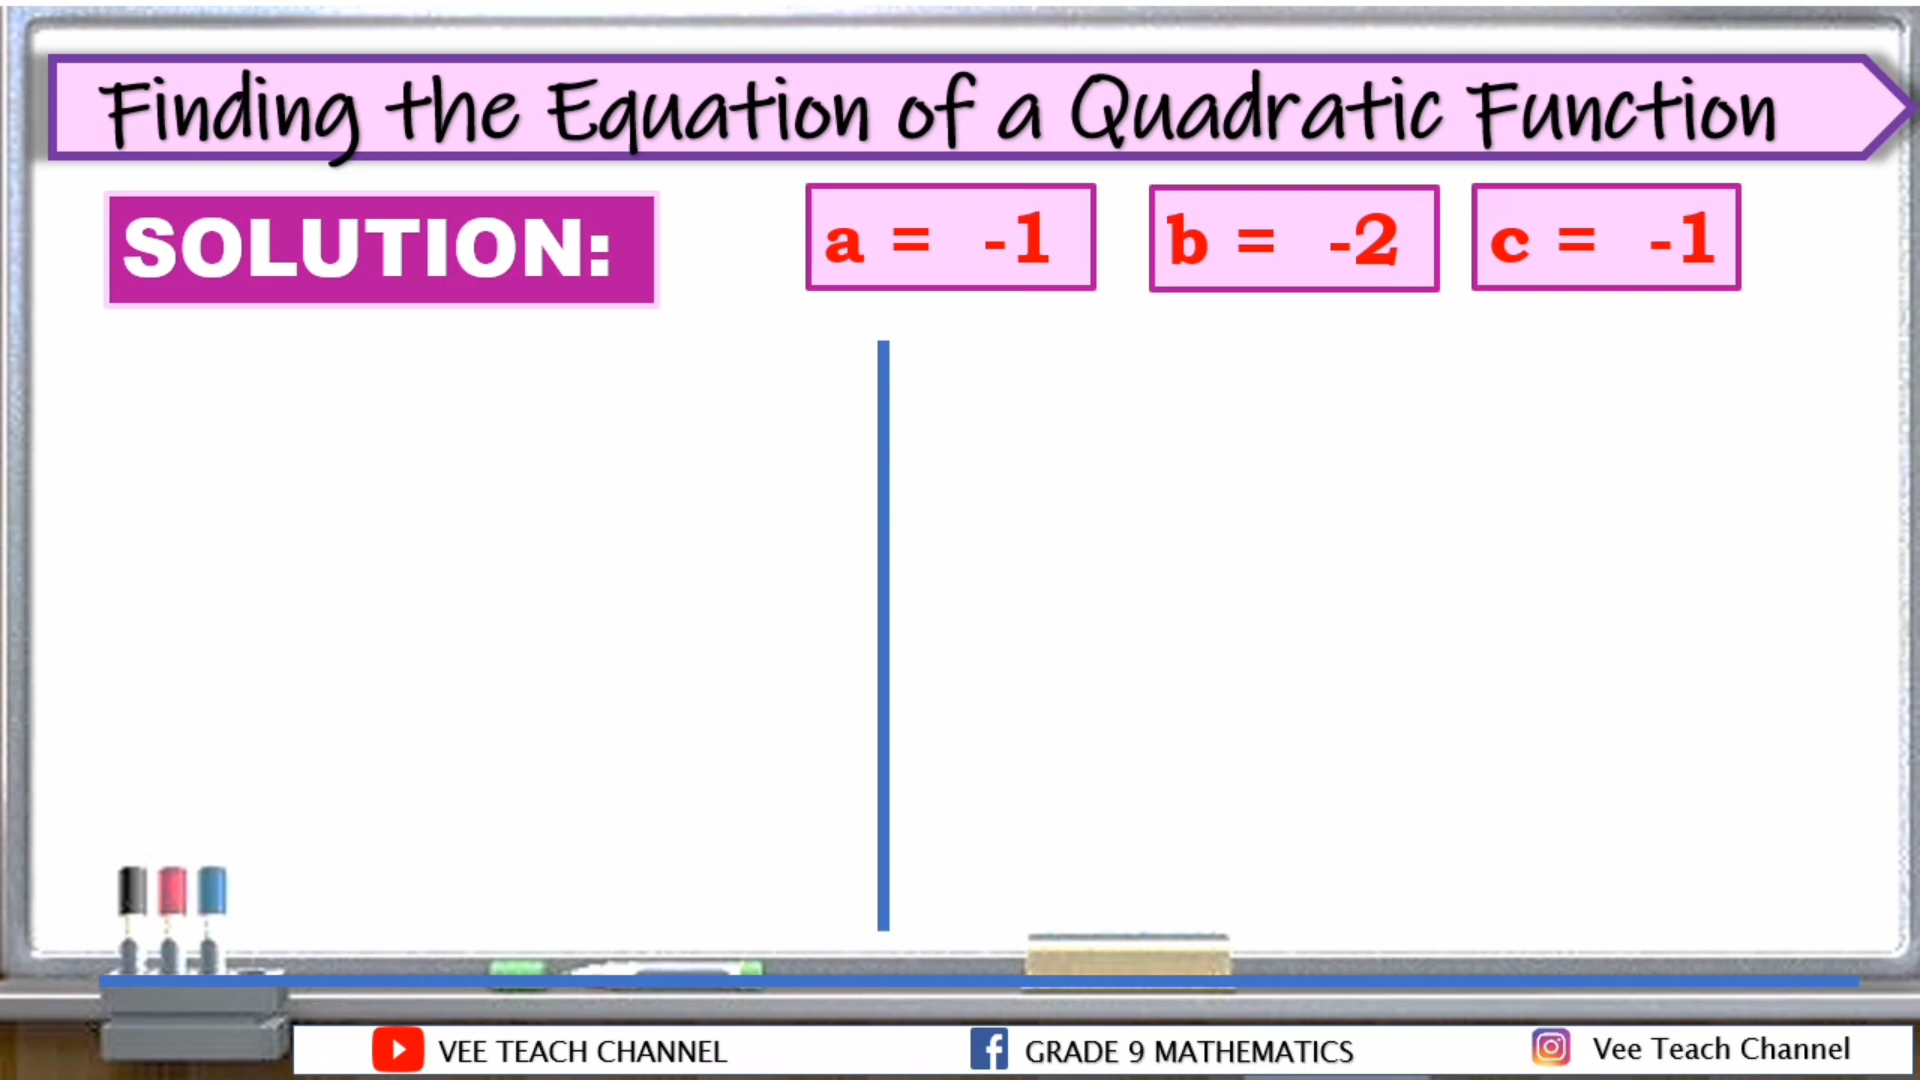 Finding the Equation of a Quadratic Function
SOLUTION:
a = -1
b = -2
c = -1
VEE TEACH CHANNEL
GRADE 9 MATHEMATICS
Vee Teach Channel